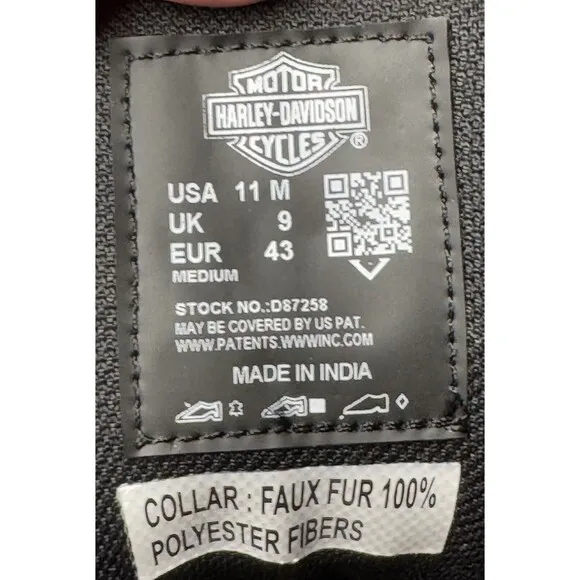 MOTOR
HARLEY-DAVIDSON
CYCLES ®
USA 11 M
UK 9
EUR 43
MEDIUM
STOCK NO.:D87258
MAY BE COVERED BY US PAT.
WWW.PATENTS.WWWINC.COM
MADE IN INDIA
COLLAR : FAUX FUR 100%
POLYESTER FIBERS